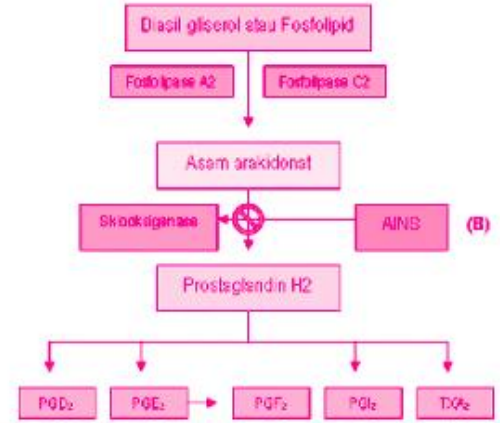 Diasil gliserol atau Fosfolipid
Fosfolipase A2
Fosfolipase C2
Asam arakidonat
Siklooksigenase
AINS
(B)
Prostaglandin H2
PGD₂
PGE₂
PGF₂
PGI₂
TXA₂